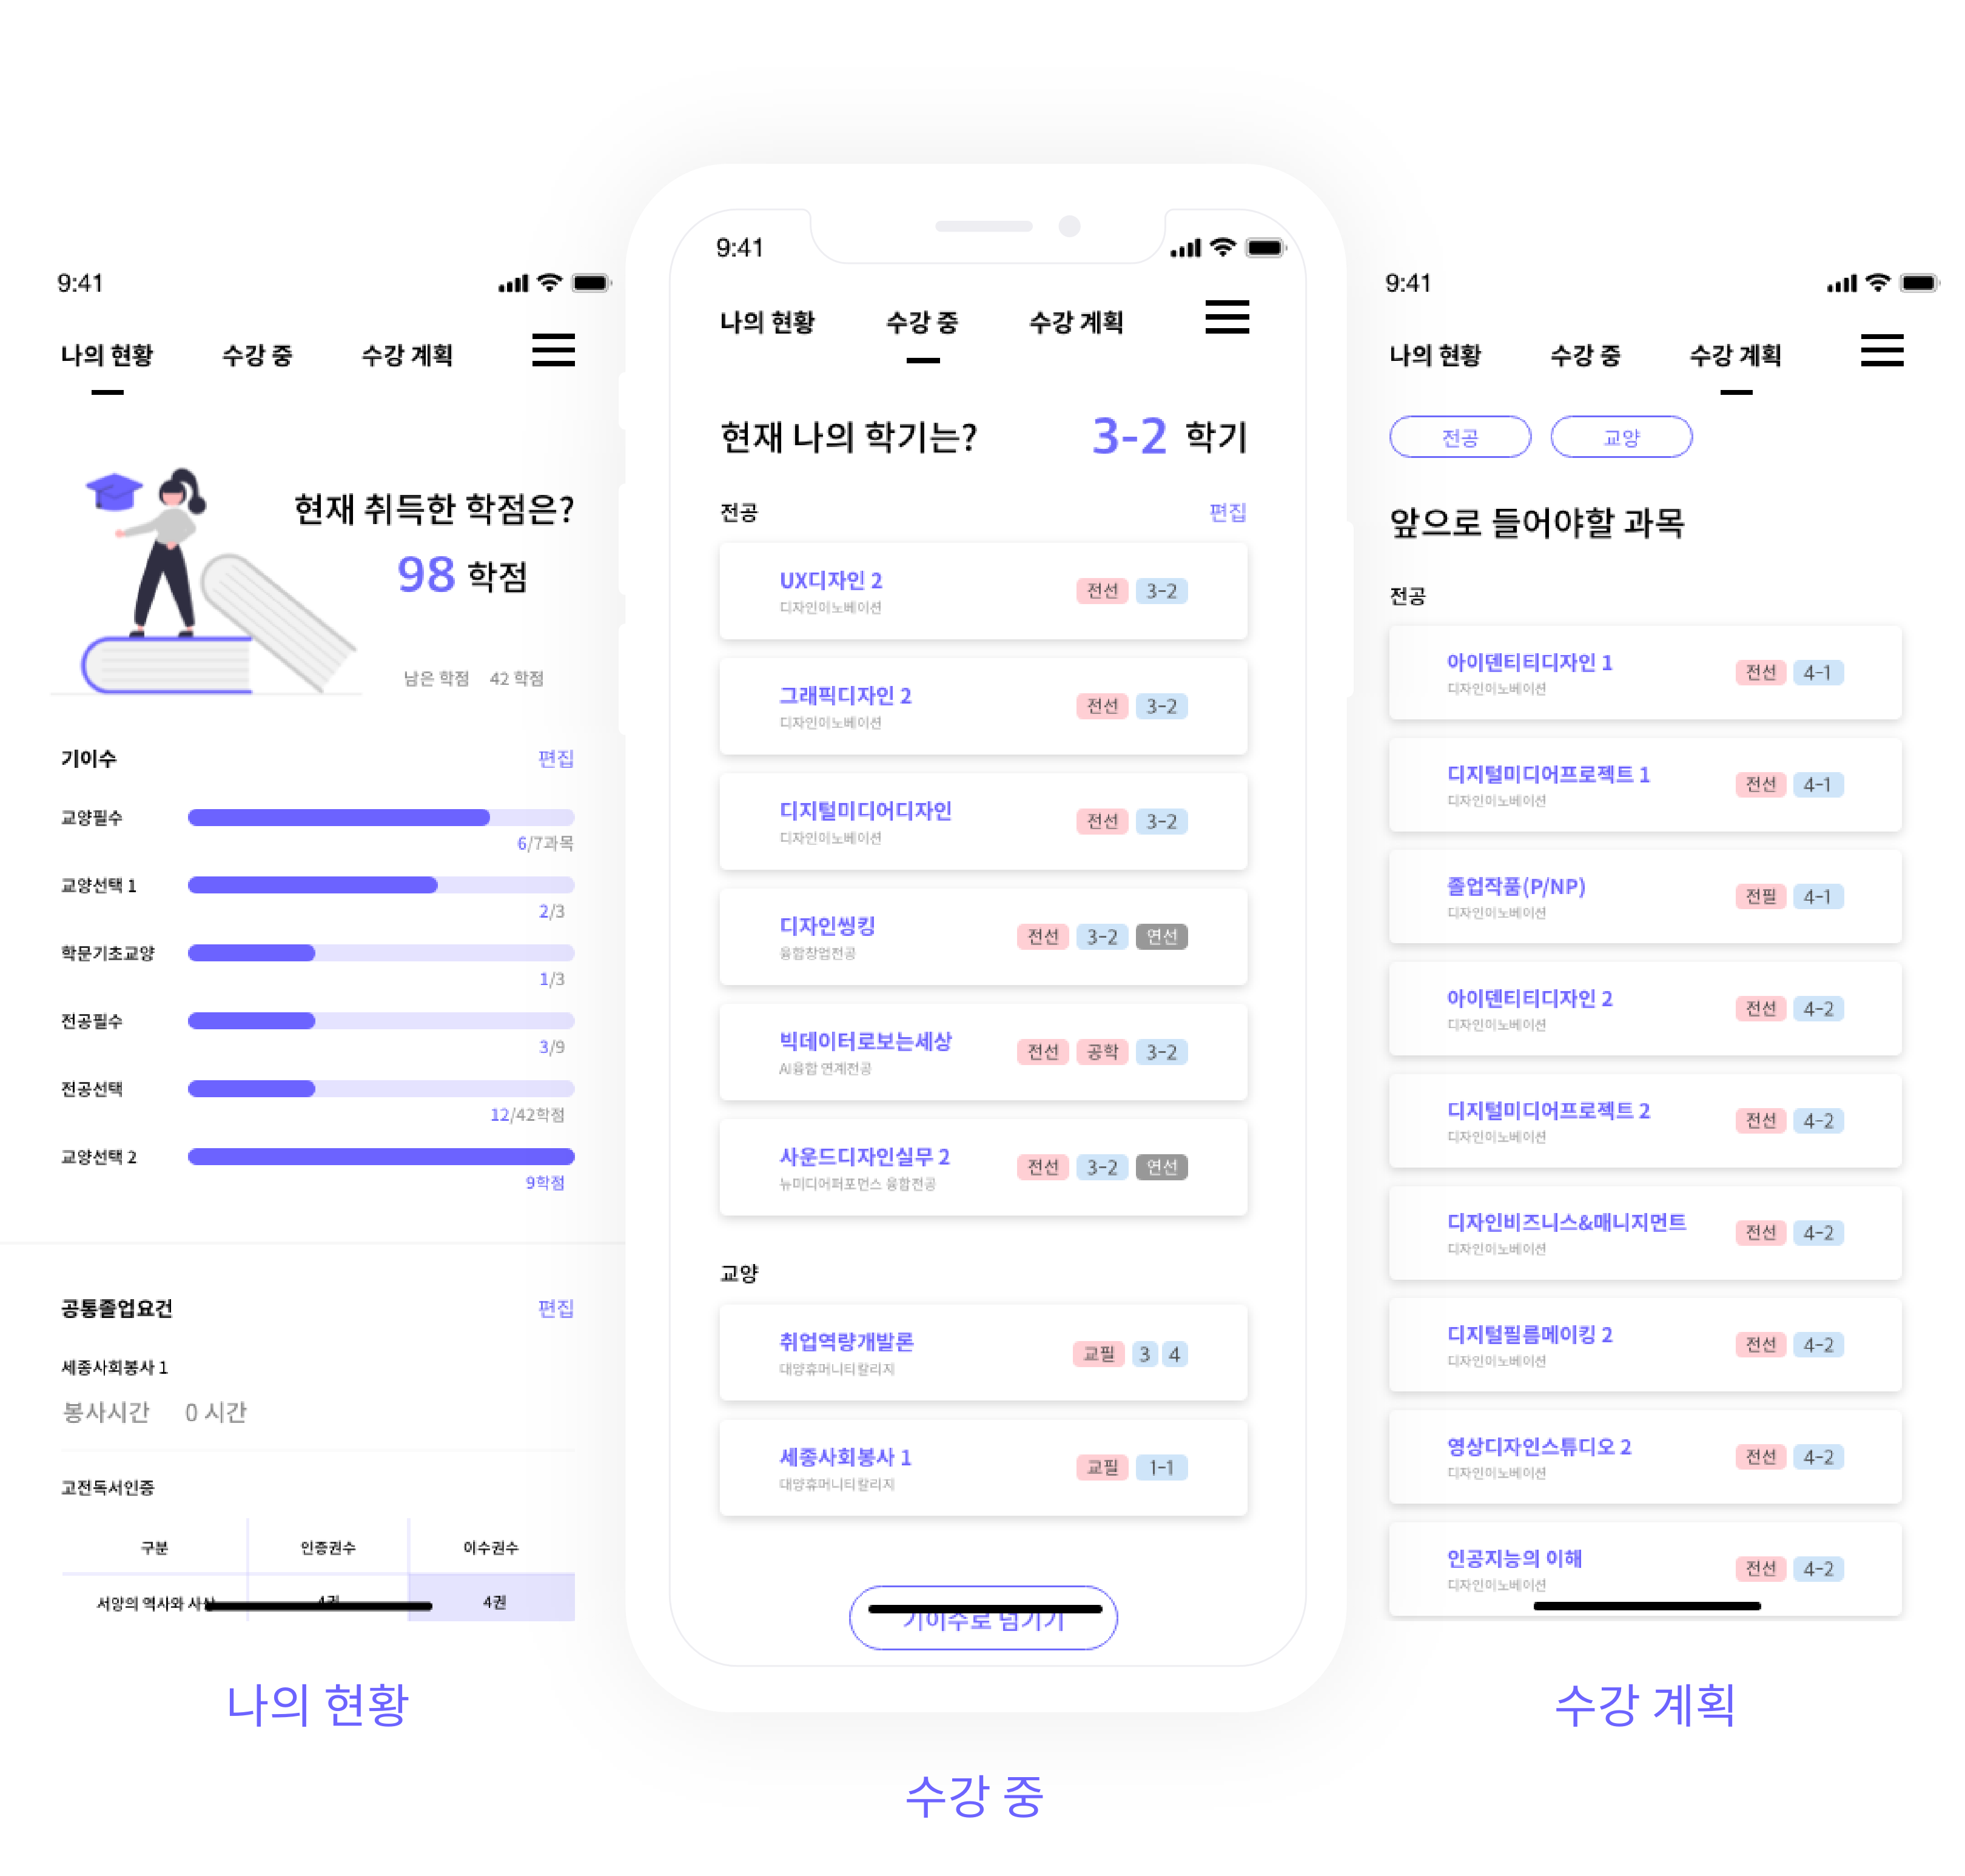 9:41
나의 현황 수강 중 수강 계획
현재 취득한 학점은?
98 학점
남은 학점 42 학점
기이수 편집
교양필수
6/7과목
교양선택 1
2/3
학문기초교양
1/3
전공필수
3/9
전공선택
12/42학점
교양선택 2
9학점
공통졸업요건 편집
세종사회봉사 1
봉사시간 0 시간
고전독서인증
구분 인증권수 이수권수
서양의 역사와 사상 4권 4권
나의 현황
9:41
나의 현황 수강 중 수강 계획
현재 나의 학기는? 3-2 학기
전공 편집
UX디자인 2 전선 3-2
디자인이노베이션
그래픽디자인 2 전선 3-2
디자인이노베이션
디지털미디어디자인 전선 3-2
디자인이노베이션
디자인씽킹 전선 3-2 연선
융합창업전공
빅데이터로보는세상 전선 공학 3-2
AI융합 연계전공
사운드디자인실무 2 전선 3-2 연선
뉴미디어퍼포먼스 융합전공
교양
취업역량개발론 교필 3 4
대양휴머니티칼리지
세종사회봉사 1 교필 1-1
대양휴머니티칼리지
기이수로 넘기기
수강 중
9:41
나의 현황 수강 중 수강 계획
전공 교양
앞으로 들어야할 과목
전공
아이덴티티디자인 1 전선 4-1
디자인이노베이션
디지털미디어프로젝트 1 전선 4-1
디자인이노베이션
졸업작품(P/NP) 전필 4-1
디자인이노베이션
아이덴티티디자인 2 전선 4-2
디자인이노베이션
디지털미디어프로젝트 2 전선 4-2
디자인이노베이션
디자인비즈니스&매니지먼트 전선 4-2
디자인이노베이션
디지털필름메이킹 2 전선 4-2
디자인이노베이션
영상디자인스튜디오 2 전선 4-2
디자인이노베이션
인공지능의 이해 전선 4-2
디자인이노베이션
수강 계획